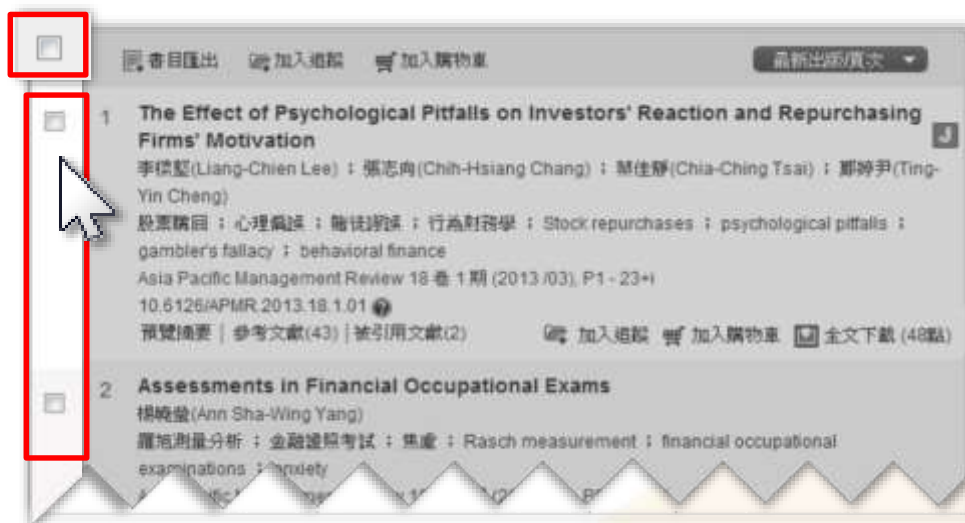 書目匯出 加入追蹤 加入購物車 最新出版/頁次
1 The Effect of Psychological Pitfalls on Investors' Reaction and Repurchasing
Firms' Motivation
J
(Liang-Chien Lee)；張志向(Chih-Hsiang Chang)；蔡佳靜(Chia-Ching Tsai)；鄭婷尹(Ting-
Yin Cheng)
股票購回；心理偏誤；賭徒謬誤；行為財務學；Stock repurchases；psychological pitfalls；
gambler's fallacy；behavioral finance
Asia Pacific Management Review 18 卷 1 期 (2013 /03), P1 - 23+i
10.6126/APMR.2013.18.1.01
預覽摘要 | 參考文獻(43) | 被引用文獻(2) 加入追蹤 加入購物車 全文下載 (48點)
2 Assessments in Financial Occupational Exams
楊曉瑩(Ann Sha-Wing Yang)
羅旭測量分析；金融證照考試；焦慮；Rasch measurement；financial occupational
examinations；anxiety